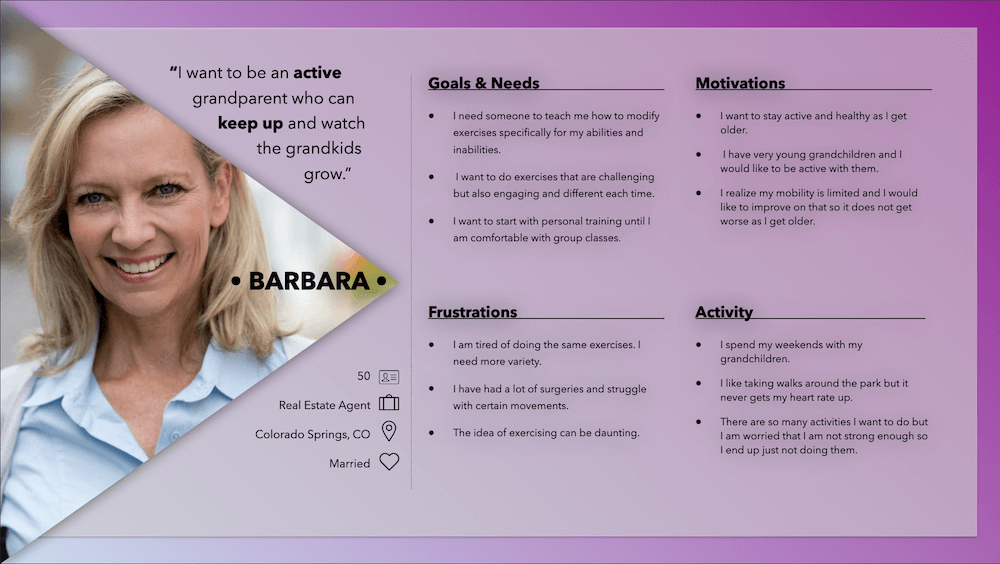 “I want to be an active
grandparent who can
keep up and watch
the grandkids
grow.”
• BARBARA •
50
Real Estate Agent
Colorado Springs, CO
Married
Goals & Needs
• I need someone to teach me how to modify
exercises specifically for my abilities and
inabilities.
• I want to do exercises that are challenging
but also engaging and different each time.
• I want to start with personal training until I
am comfortable with group classes.
Motivations
• I want to stay active and healthy as I get
older.
• I have very young grandchildren and I
would like to be active with them.
• I realize my mobility is limited and I would
like to improve on that so it does not get
worse as I get older.
Frustrations
• I am tired of doing the same exercises. I
need more variety.
• I have had a lot of surgeries and struggle
with certain movements.
• The idea of exercising can be daunting.
Activity
• I spend my weekends with my
grandchildren.
• I like taking walks around the park but it
never gets my heart rate up.
• There are so many activities I want to do but
I am worried that I am not strong enough so
I end up just not doing them.